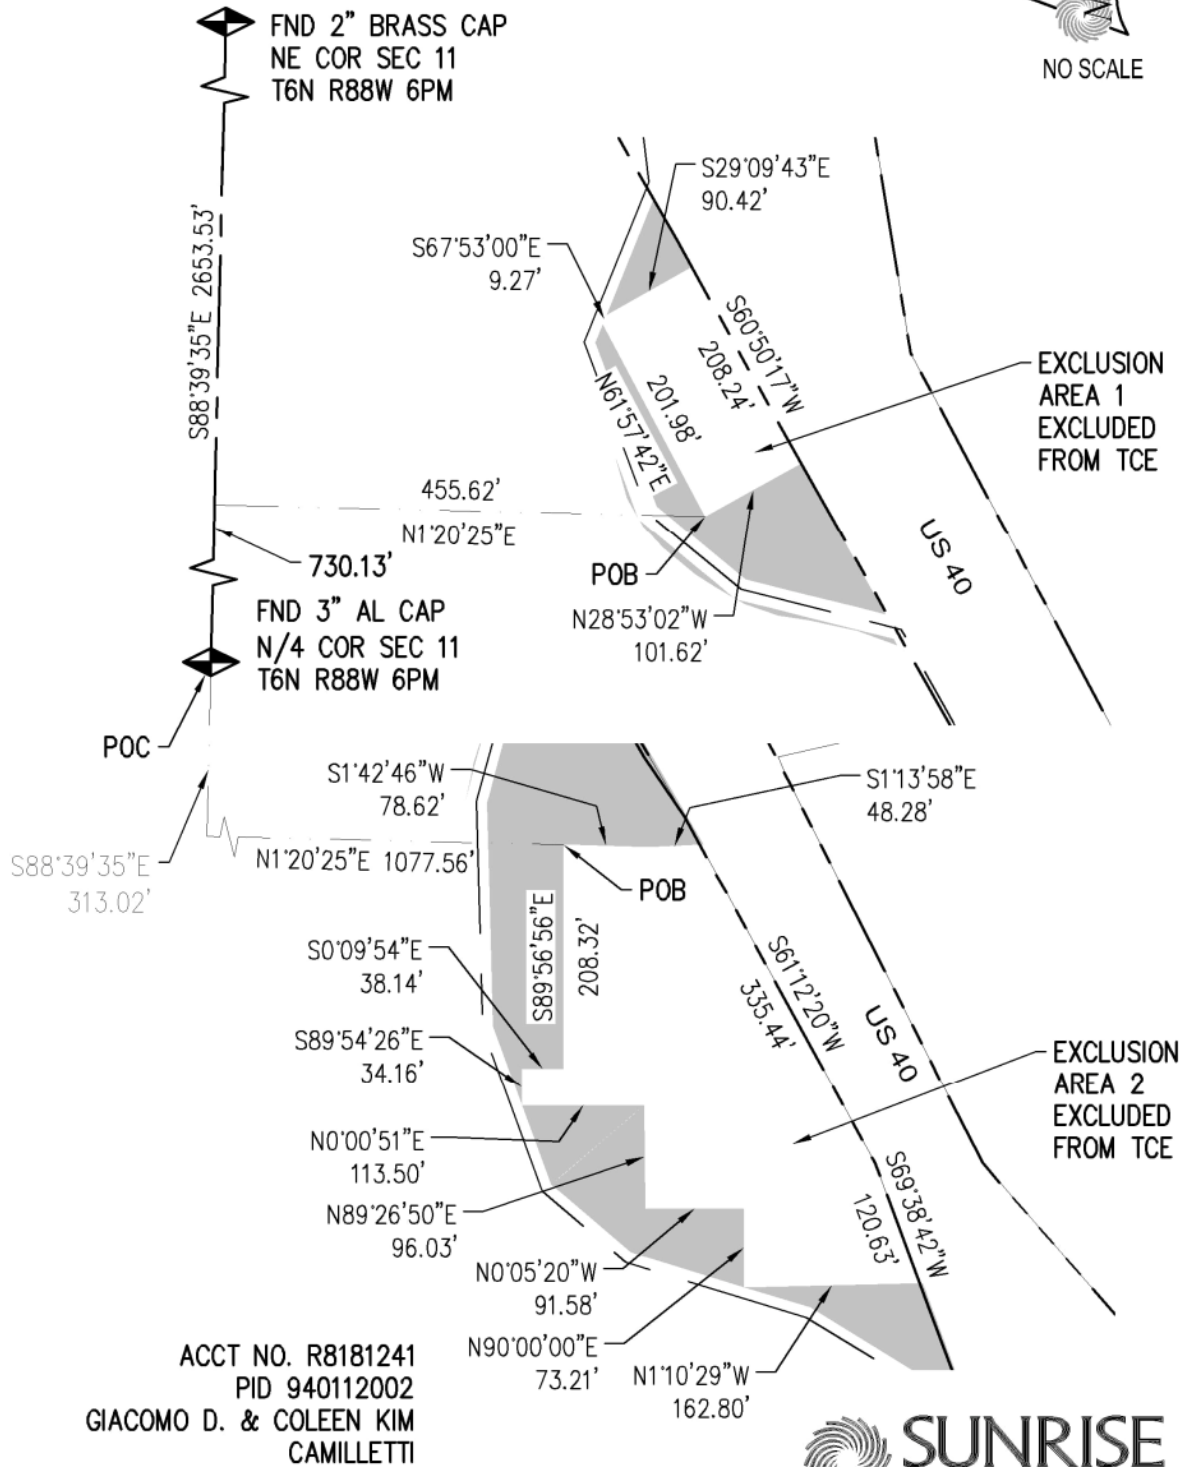 FND 2” BRASS CAP
NE COR SEC 11
T6N R88W 6PM
N
NO SCALE
S88°39'35”E 2653.53'
S29°09'43”E
90.42'
S67°53'00”E
9.27'
S60°50'17”W
208.24'
201.98'
N61°57'42”E
EXCLUSION
AREA 1
EXCLUDED
FROM TCE
455.62'
N1°20'25”E
730.13'
POB
US 40
FND 3” AL CAP
N/4 COR SEC 11
T6N R88W 6PM
N28°53'02”W
101.62'
POC
S1°42'46”W
78.62'
S1°13'58”E
48.28'
S88°39'35”E
313.02'
N1°20'25”E 1077.56'
POB
S89°56'56”E
208.32'
S0°09'54”E
38.14'
S61°12'20”W
335.44'
US 40
S89°54'26”E
34.16'
EXCLUSION
AREA 2
EXCLUDED
FROM TCE
N0°00'51”E
113.50'
N89°26'50”E
96.03'
S69°38'42”W
120.63'
N0°05'20”W
91.58'
N90°00'00”E
73.21'
N1°10'29”W
162.80'
ACCT NO. R8181241
PID 940112002
GIACOMO D. & COLEEN KIM
CAMILLETTI
SUNRISE